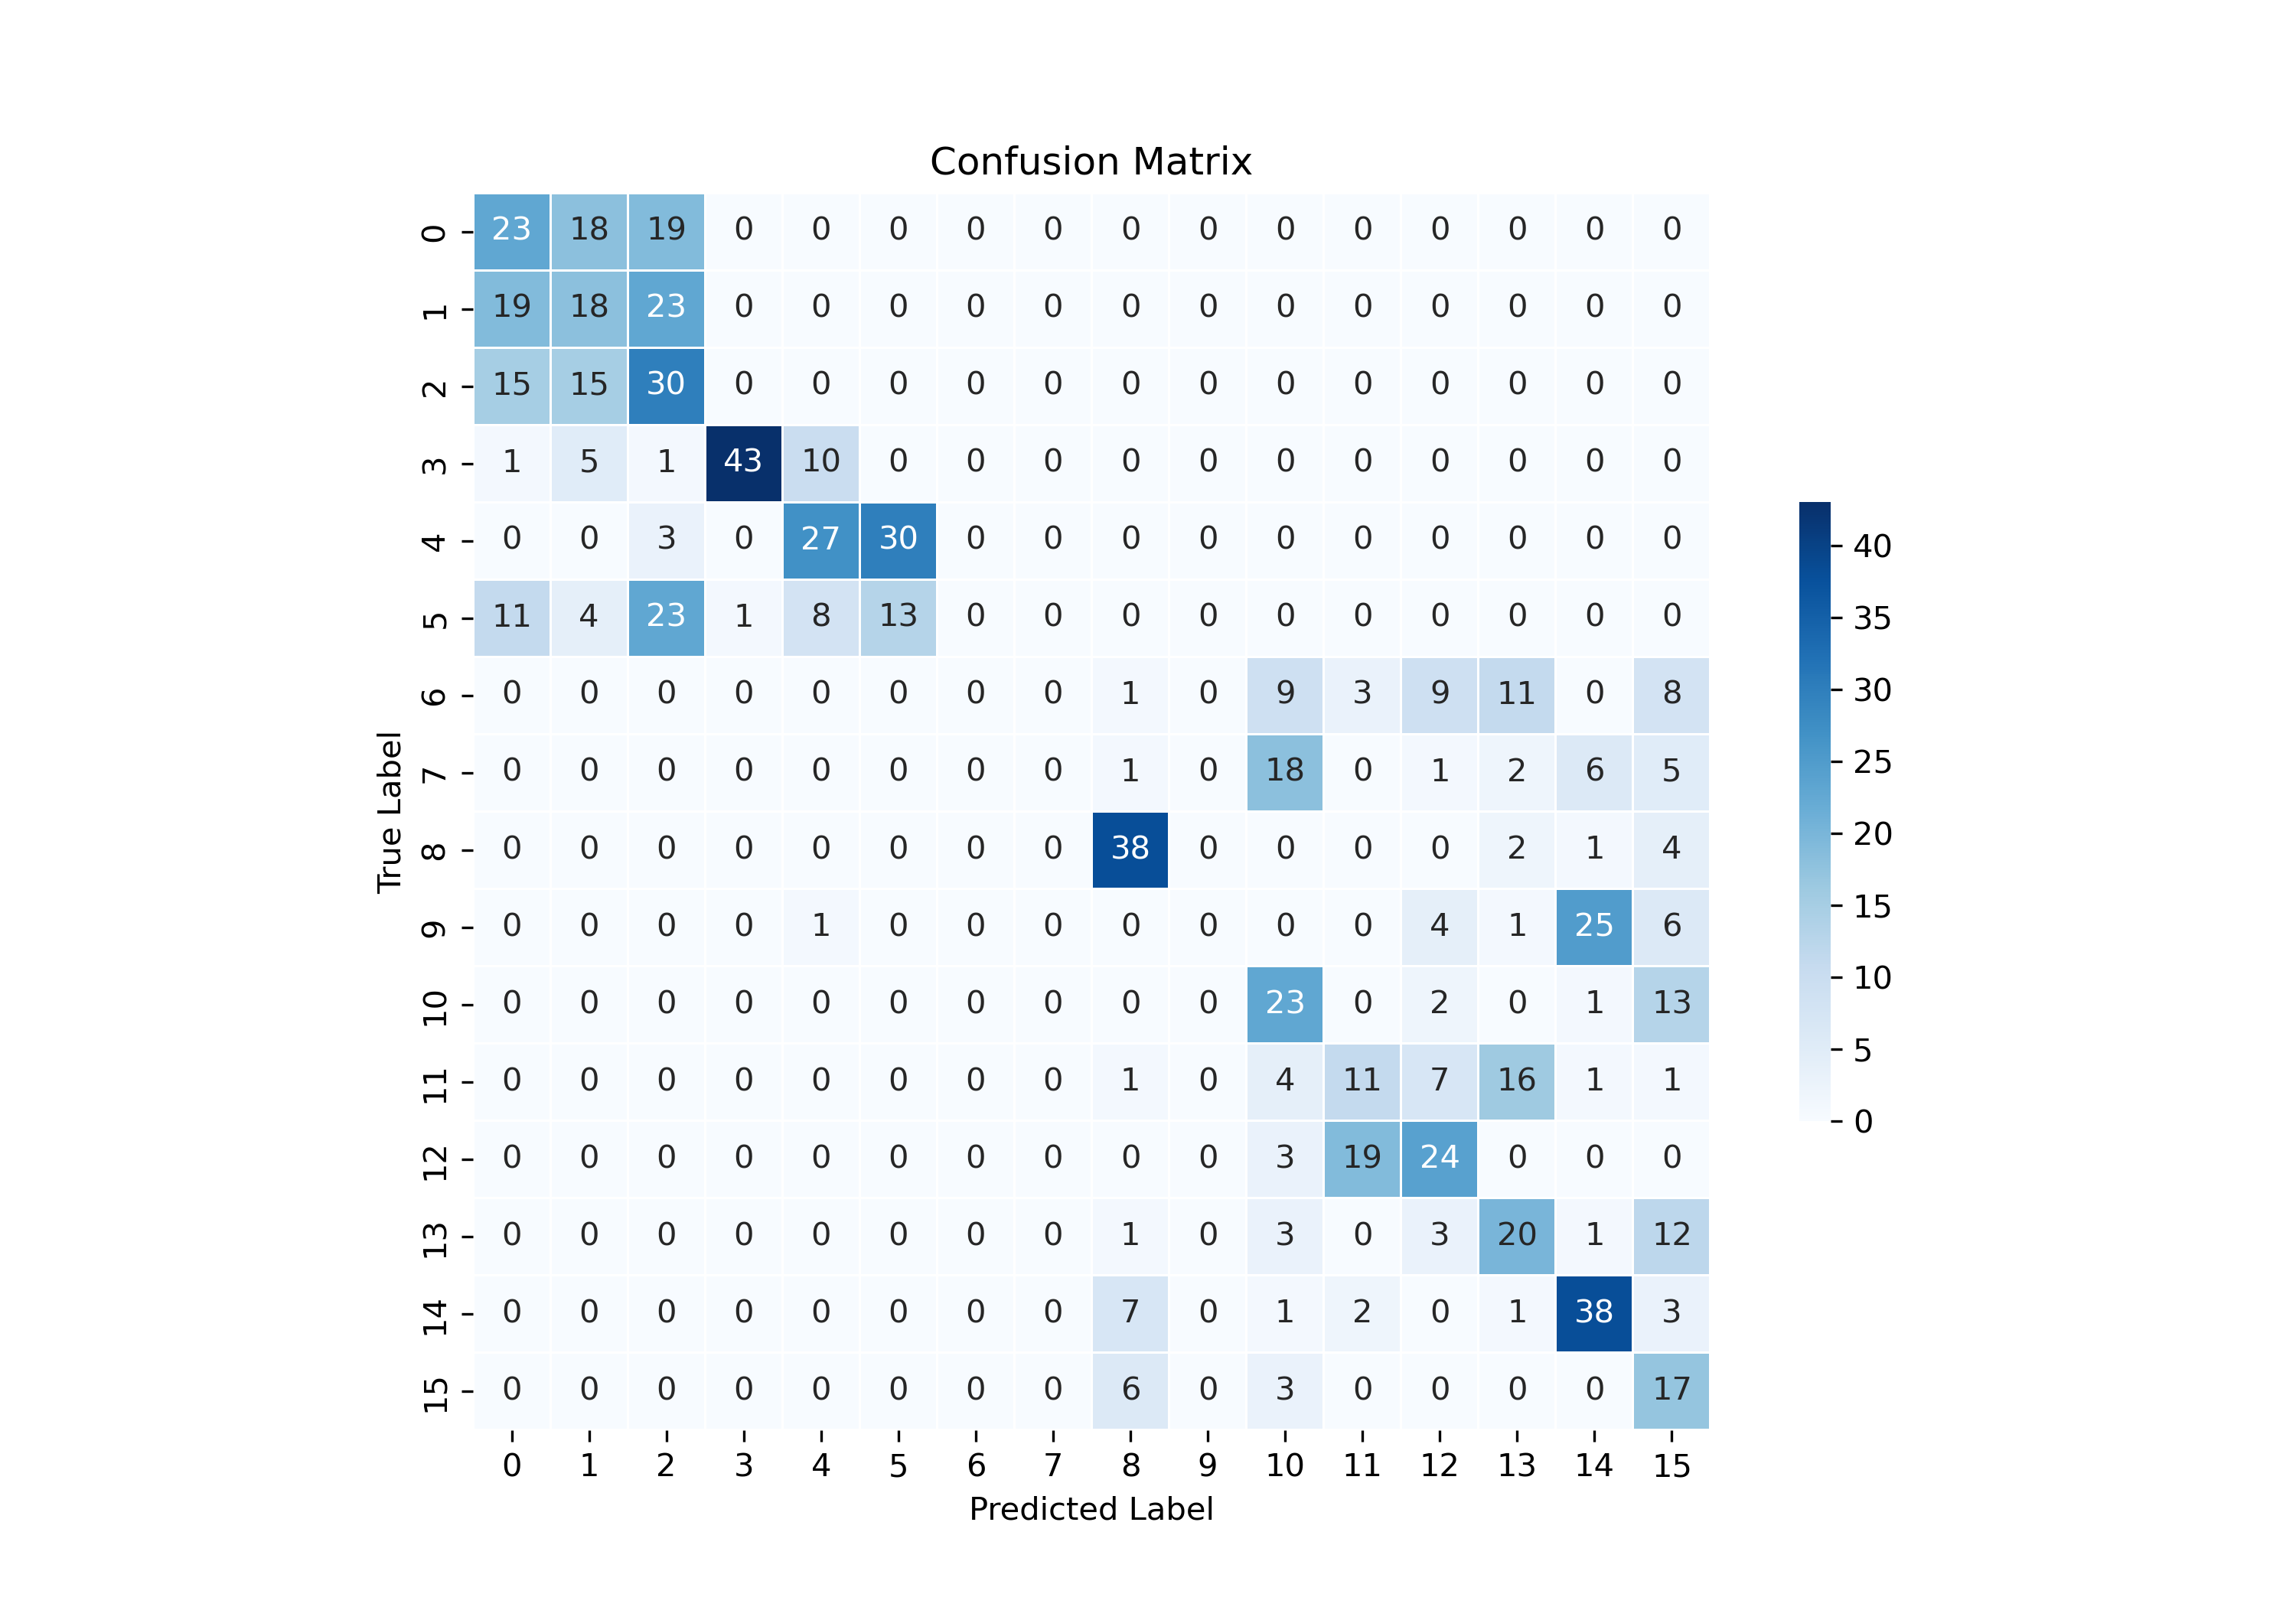 Confusion Matrix
0 23 18 19 0 0 0 0 0 0 0 0 0 0 0 0 0
1 19 18 23 0 0 0 0 0 0 0 0 0 0 0 0 0
2 15 15 30 0 0 0 0 0 0 0 0 0 0 0 0 0
3 1 5 1 43 10 0 0 0 0 0 0 0 0 0 0 0
4 0 0 3 0 27 30 0 0 0 0 0 0 0 0 0 0
5 11 4 23 1 8 13 0 0 0 0 0 0 0 0 0 0
6 0 0 0 0 0 0 0 0 1 0 9 3 9 11 0 8
7 0 0 0 0 0 0 0 0 1 0 18 0 1 2 6 5
8 0 0 0 0 0 0 0 0 38 0 0 0 0 2 1 4
9 0 0 0 0 1 0 0 0 0 0 0 0 4 1 25 6
10 0 0 0 0 0 0 0 0 0 0 23 0 2 0 1 13
11 0 0 0 0 0 0 0 0 1 0 4 11 7 16 1 1
12 0 0 0 0 0 0 0 0 0 0 3 19 24 0 0 0
13 0 0 0 0 0 0 0 0 1 0 3 0 3 20 1 12
14 0 0 0 0 0 0 0 0 7 0 1 2 0 1 38 3
15 0 0 0 0 0 0 0 0 6 0 3 0 0 0 0 17
0 1 2 3 4 5 6 7 8 9 10 11 12 13 14 15
Predicted Label
True Label
40
35
30
25
20
15
10
5
0